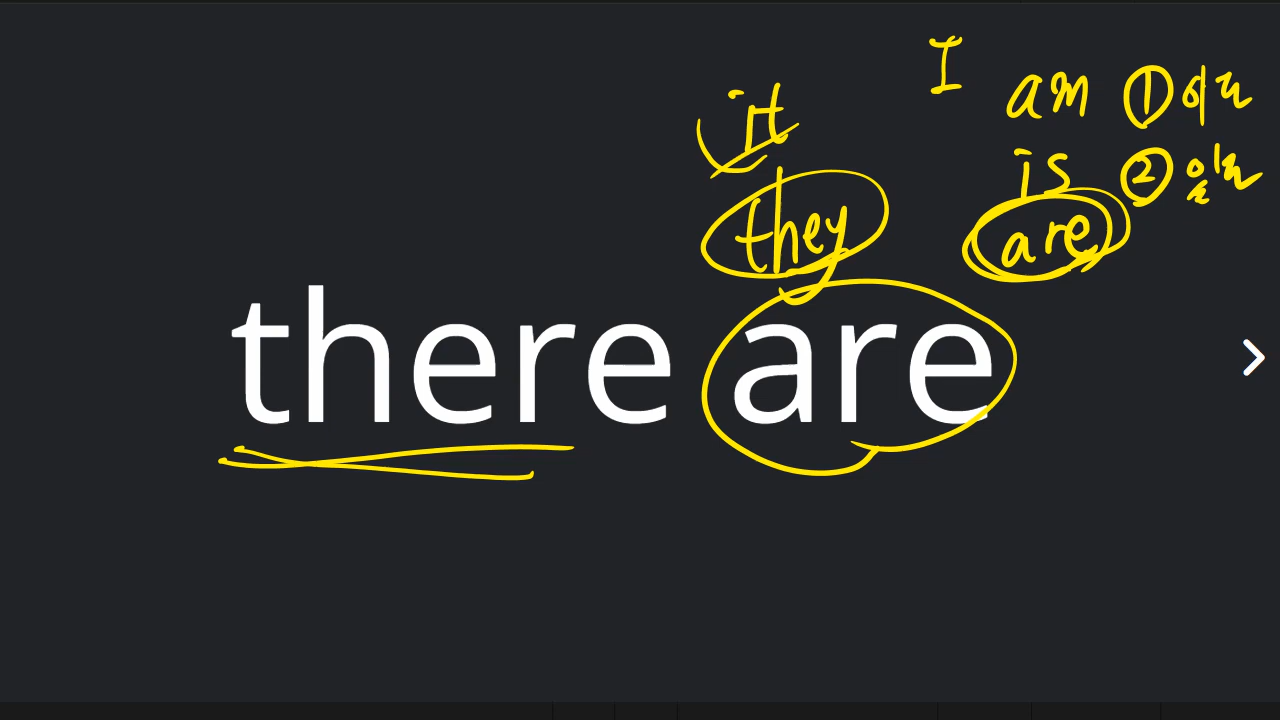 I am ① 이다
is ② 있다
it
they are
there are